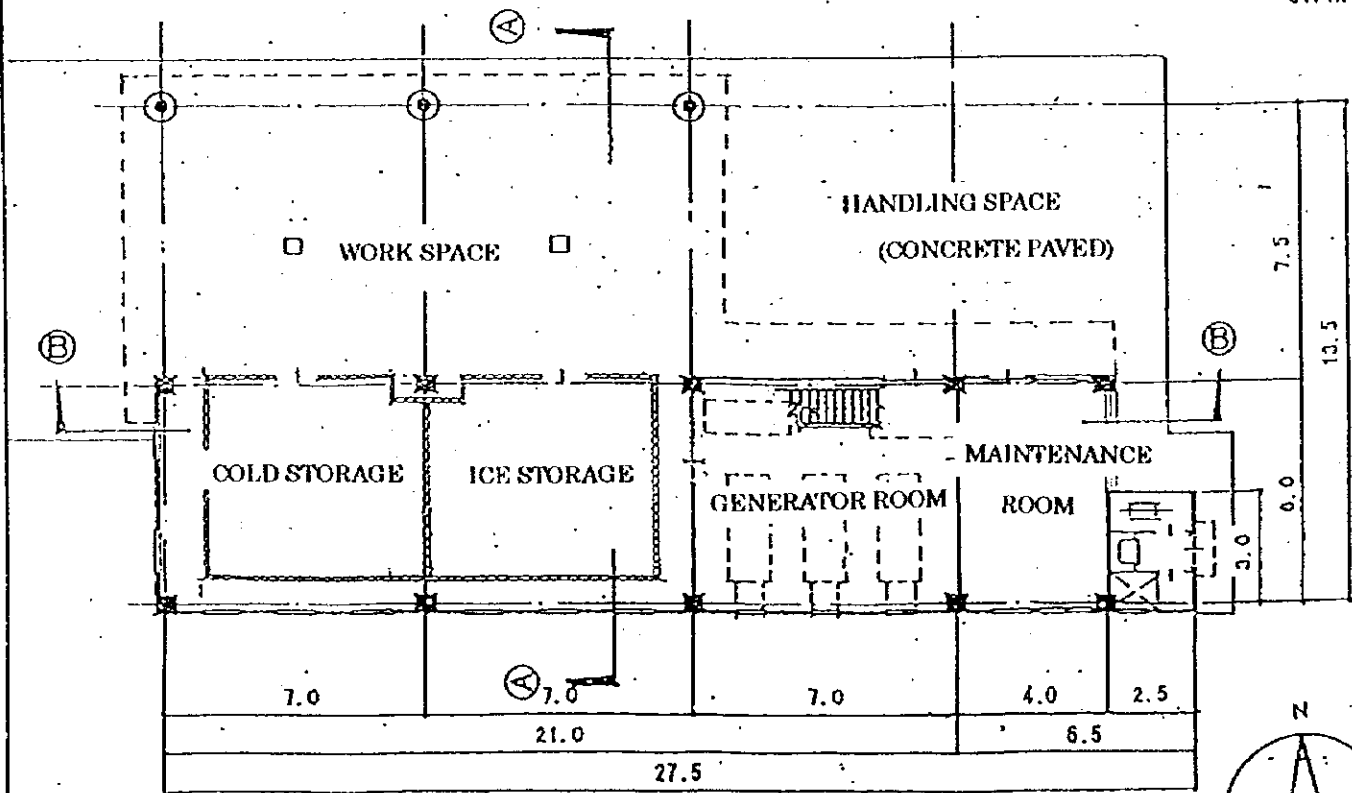 A
HANDLING SPACE
(CONCRETE PAVED)
WORK SPACE
7.5
13.5
B
B
COLD STORAGE
ICE STORAGE
GENERATOR ROOM
MAINTENANCE
ROOM
6.0
3.0
A
7.0
7.0
7.0
4.0
2.5
21.0
6.5
27.5
N